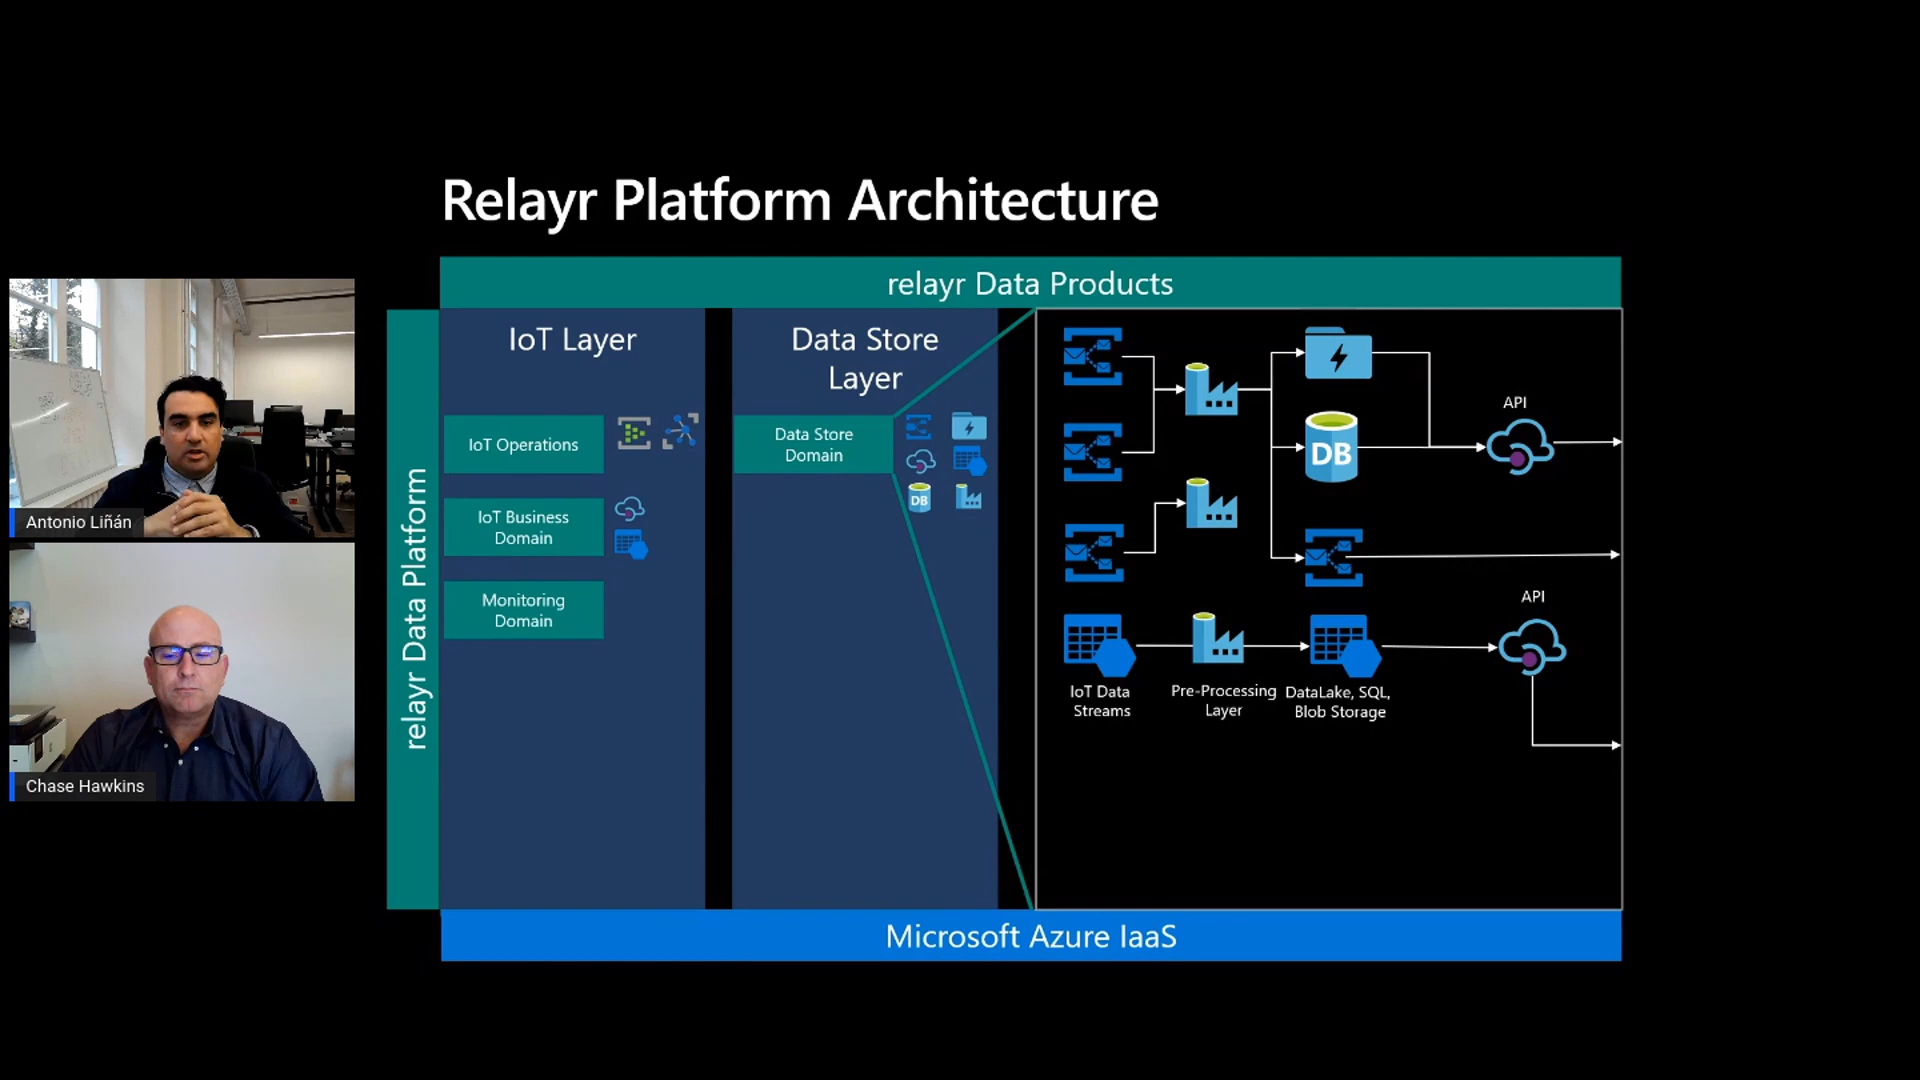 Relayr Platform Architecture
relayr Data Products
relayr Data Platform
IoT Layer
IoT Operations
IoT Business
Domain
Monitoring
Domain
Data Store
Layer
Data Store
Domain
DB
DB
API
API
IoT Data
Streams
Pre-Processing
Layer
DataLake, SQL,
Blob Storage
Microsoft Azure IaaS
Antonio Liñán
Chase Hawkins